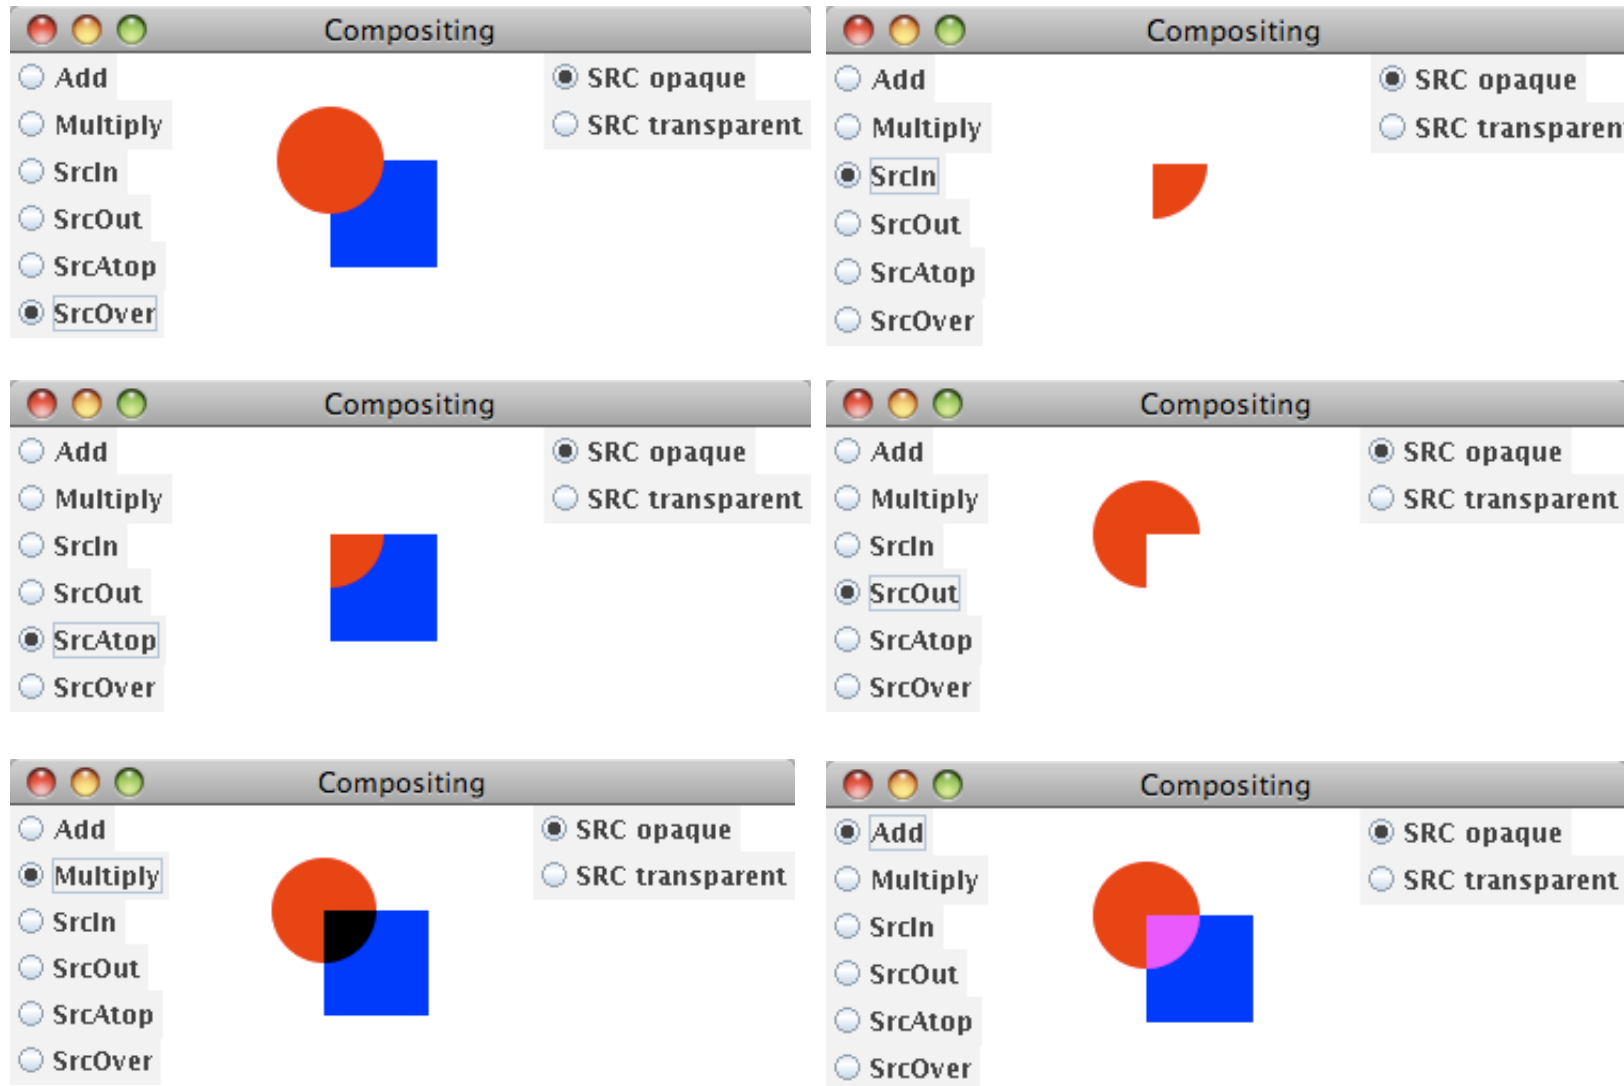 Compositing
Add
Multiply
SrcIn
SrcOut
SrcAtop
SrcOver
SRC opaque
SRC transparent
Compositing
Add
Multiply
SrcIn
SrcOut
SrcAtop
SrcOver
SRC opaque
SRC transparent
Compositing
Add
Multiply
SrcIn
SrcOut
SrcAtop
SrcOver
SRC opaque
SRC transparent
Compositing
Add
Multiply
SrcIn
SrcOut
SrcAtop
SrcOver
SRC opaque
SRC transparent
Compositing
Add
Multiply
SrcIn
SrcOut
SrcAtop
SrcOver
SRC opaque
SRC transparent
Compositing
Add
Multiply
SrcIn
SrcOut
SrcAtop
SrcOver
SRC opaque
SRC transparent